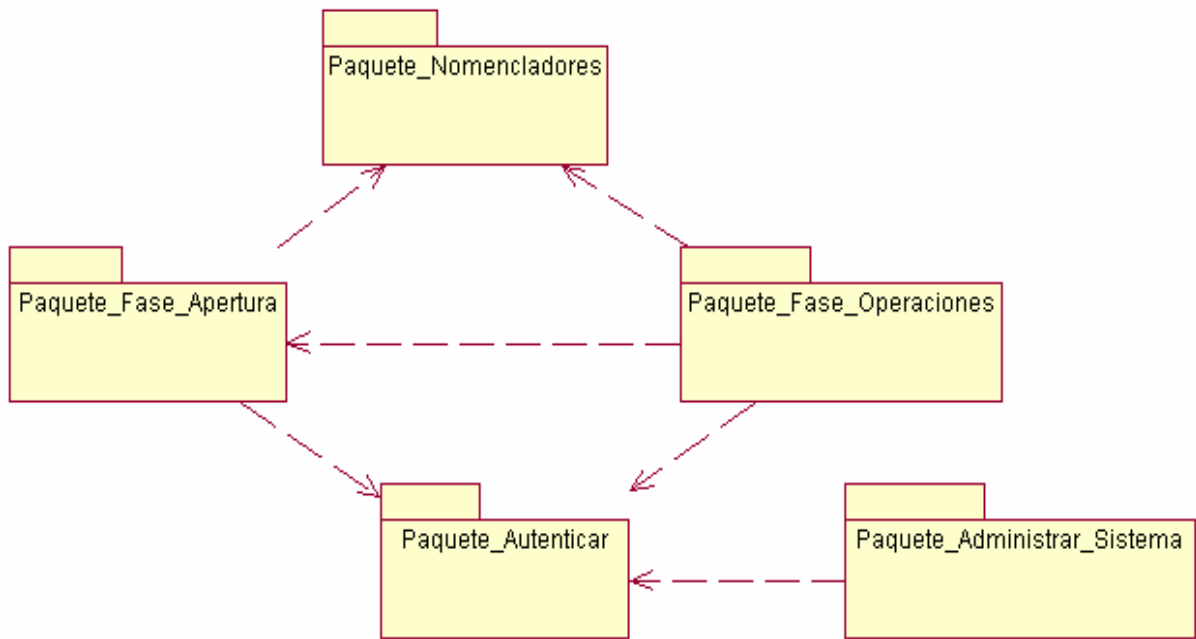 Paquete_Nomencladores
Paquete_Fase_Apertura
Paquete_Fase_Operaciones
Paquete_Autenticar
Paquete_Administrar_Sistema